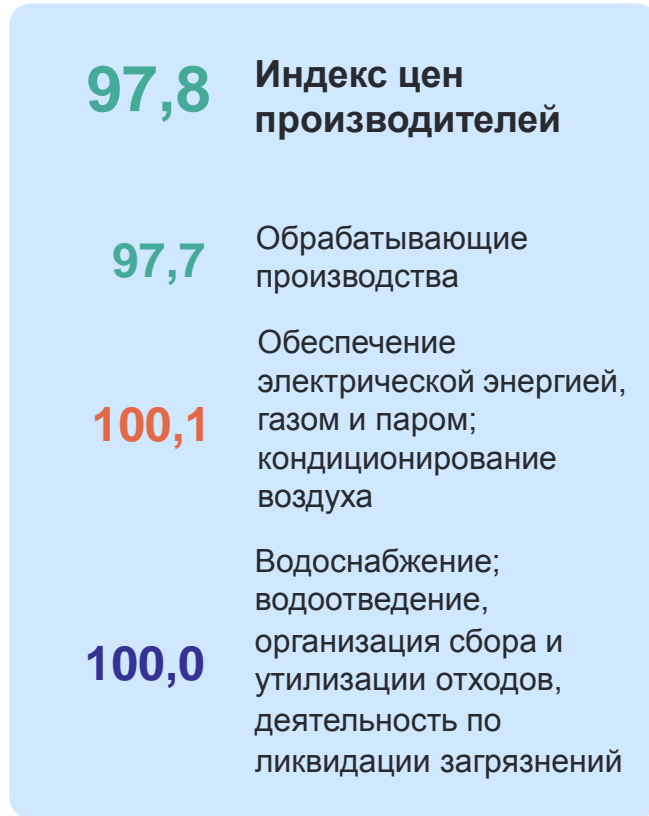 97,8
Индекс цен
производителей
97,7
Обрабатывающие
производства
100,1
Обеспечение
электрической энергией,
газом и паром;
кондиционирование
воздуха
100,0
Водоснабжение;
водоотведение,
организация сбора и
утилизации отходов,
деятельность по
ликвидации загрязнений